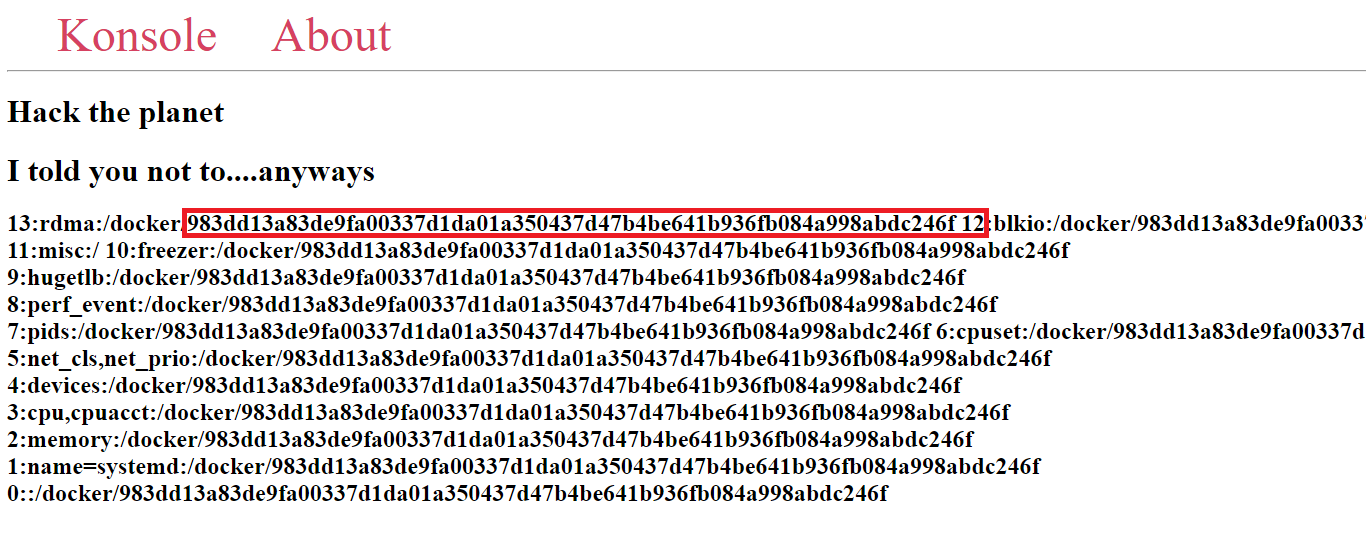 Konsole About
Hack the planet
I told you not to....anyways
13:rdma:/docker/983dd13a83de9fa00337d1da01a350437d47b4be641b936fb084a998abdc246f 12:blkio:/docker/983dd13a83de9fa0033
11:misc:/ 10:freezer:/docker/983dd13a83de9fa00337d1da01a350437d47b4be641b936fb084a998abdc246f
9:hugetlb:/docker/983dd13a83de9fa00337d1da01a350437d47b4be641b936fb084a998abdc246f
8:perf_event:/docker/983dd13a83de9fa00337d1da01a350437d47b4be641b936fb084a998abdc246f
7:pids:/docker/983dd13a83de9fa00337d1da01a350437d47b4be641b936fb084a998abdc246f 6:cpuset:/docker/983dd13a83de9fa00337d
5:net_cls,net_prio:/docker/983dd13a83de9fa00337d1da01a350437d47b4be641b936fb084a998abdc246f
4:devices:/docker/983dd13a83de9fa00337d1da01a350437d47b4be641b936fb084a998abdc246f
3:cpu,cpuacct:/docker/983dd13a83de9fa00337d1da01a350437d47b4be641b936fb084a998abdc246f
2:memory:/docker/983dd13a83de9fa00337d1da01a350437d47b4be641b936fb084a998abdc246f
1:name=systemd:/docker/983dd13a83de9fa00337d1da01a350437d47b4be641b936fb084a998abdc246f
0::/docker/983dd13a83de9fa00337d1da01a350437d47b4be641b936fb084a998abdc246f